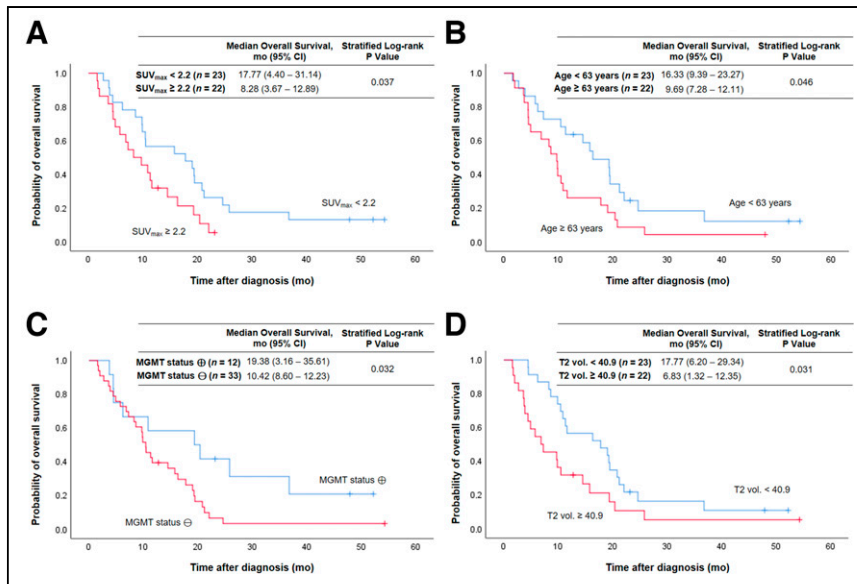 A
Median Overall Survival, Stratified Log-rank
mo (95% CI) P Value
SUVmax < 2.2 (n = 23) 17.77 (4.40 – 31.14)
0.037
SUVmax ≥ 2.2 (n = 22) 8.28 (3.67 – 12.89)
Probability of overall survival
1.0
0.8
0.6
0.4
0.2
0.0
SUVmax < 2.2
SUVmax ≥ 2.2
0 10 20 30 40 50 60
Time after diagnosis (mo)
B
Median Overall Survival, Stratified Log-rank
mo (95% CI) P Value
Age < 63 years (n = 23) 16.33 (9.39 – 23.27)
0.046
Age ≥ 63 years (n = 22) 9.69 (7.28 – 12.11)
Probability of overall survival
1.0
0.8
0.6
0.4
0.2
0.0
Age < 63 years
Age ≥ 63 years
0 10 20 30 40 50 60
Time after diagnosis (mo)
C
Median Overall Survival, Stratified Log-rank
mo (95% CI) P Value
MGMT status ⊕ (n = 12) 19.38 (3.16 – 35.61)
0.032
MGMT status ⊖ (n = 33) 10.42 (8.60 – 12.23)
Probability of overall survival
1.0
0.8
0.6
0.4
0.2
0.0
MGMT status ⊕
MGMT status ⊖
0 10 20 30 40 50 60
Time after diagnosis (mo)
D
Median Overall Survival, Stratified Log-rank
mo (95% CI) P Value
T2 vol. < 40.9 (n = 23) 17.77 (6.20 – 29.34)
0.031
T2 vol. ≥ 40.9 (n = 22) 6.83 (1.32 – 12.35)
Probability of overall survival
1.0
0.8
0.6
0.4
0.2
0.0
T2 vol. < 40.9
T2 vol. ≥ 40.9
0 10 20 30 40 50 60
Time after diagnosis (mo)